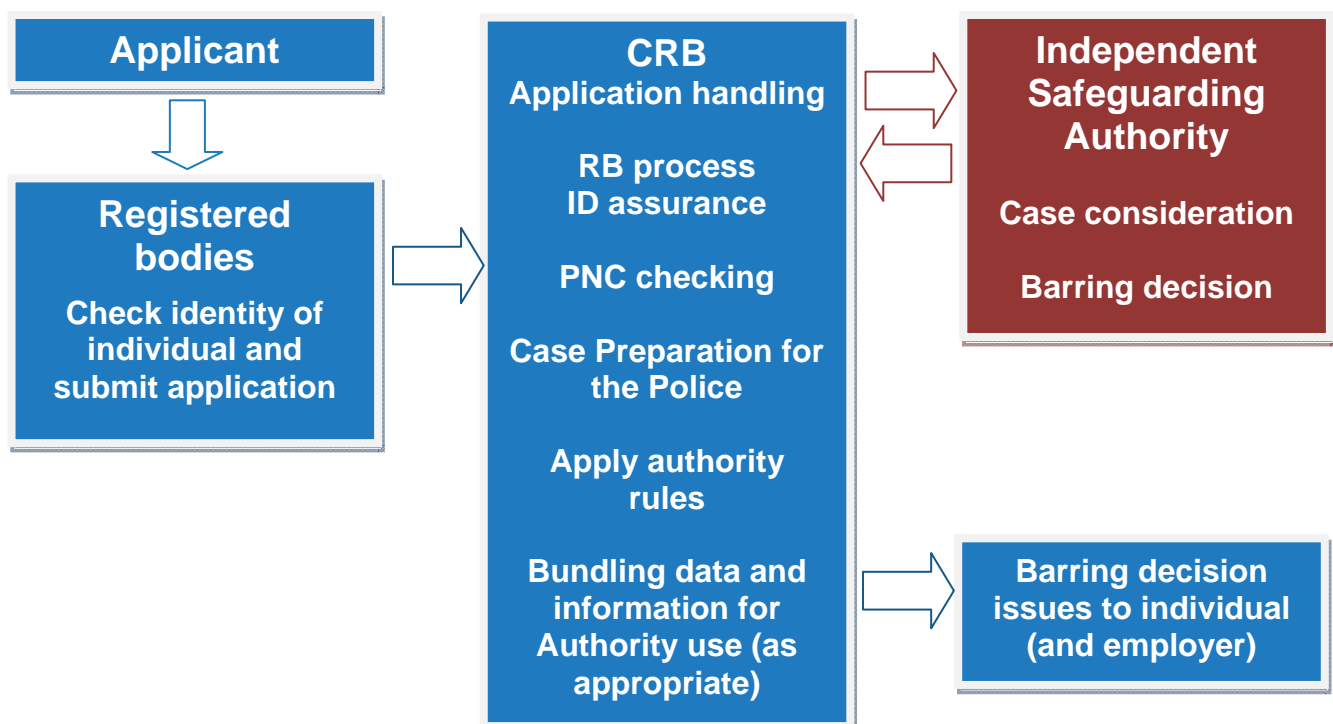 Applicant
Registered
bodies
Check identity of
individual and
submit application
CRB
Application handling
RB process
ID assurance
PNC checking
Case Preparation for
the Police
Apply authority
rules
Bundling data and
information for
Authority use (as
appropriate)
Independent
Safeguarding
Authority
Case consideration
Barring decision
Barring decision
issues to individual
(and employer)